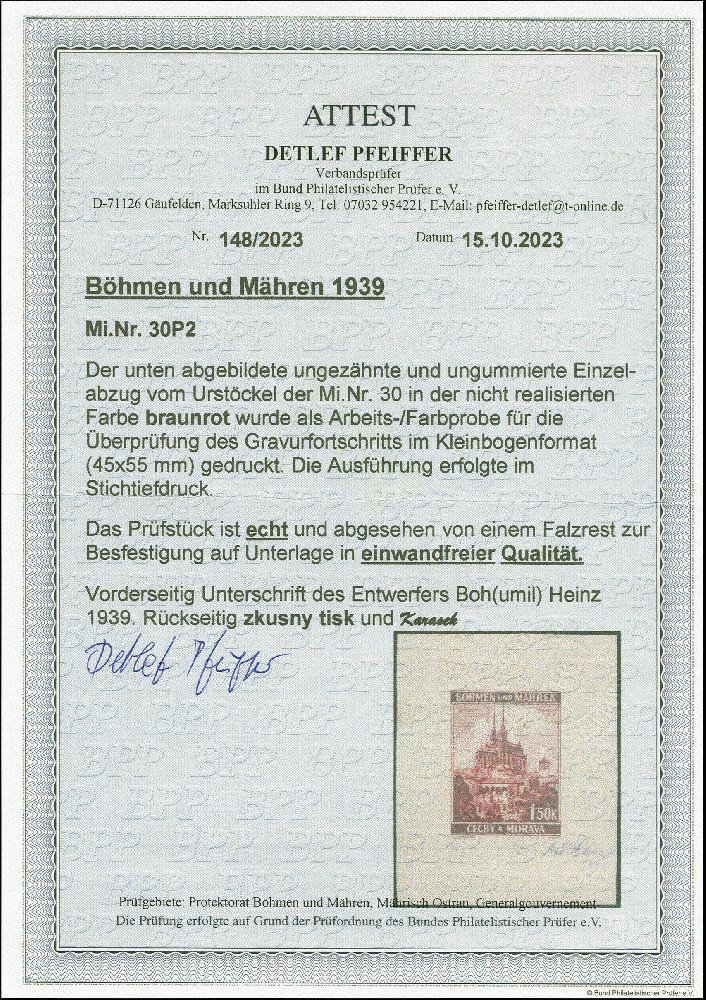 ATTEST
DETLEF PFEIFFER
Verbandsprüfer
im Bund Philatelistischer Prüfer e. V.
D-71126 Gäufelden, Marksuhler Ring 9, Tel. 07032 954221, E-Mail: pfeiffer-detlef@t-online.de
Nr. 148/2023 Datum 15.10.2023
Böhmen und Mähren 1939
Mi.Nr. 30P2
Der unten abgebildete ungezähnte und ungummierte Einzel-
abzug vom Urstöckel der Mi.Nr. 30 in der nicht realisierten
Farbe braunrot wurde als Arbeits-/Farbprobe für die
Überprüfung des Gravurfortschritts im Kleinbogenformat
(45x55 mm) gedruckt. Die Ausführung erfolgte im
Stichtiefdruck.
Das Prüfstück ist echt und abgesehen von einem Falzrest zur
Besfestigung auf Unterlage in einwandfreier Qualität.
Vorderseitig Unterschrift des Entwerfers Boh(umil) Heinz
1939. Rückseitig zkusny tisk und Karasek
Detlef Pfeiffer
BÖHMEN UND MÄHREN
1.50K
ČECHY A MORAVA
Prüfgebiete: Protektorat Böhmen und Mähren, Mährisch Ostrau, Generalgouvernement
Die Prüfung erfolgte auf Grund der Prüfordnung des Bundes Philatelistischer Prüfer e.V.
© Bund Philatelistischer Prüfer e.V.